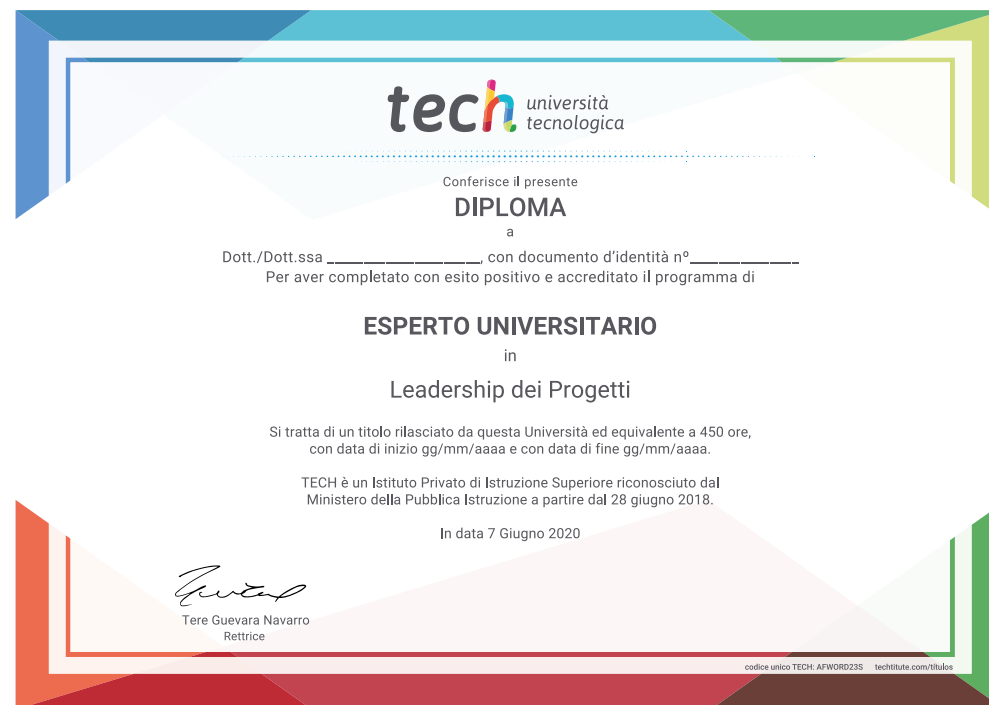 tech università
tecnologica
Conferisce il presente
DIPLOMA
a
Dott./Dott.ssa ____________________, con documento d'identità nº______________
Per aver completato con esito positivo e accreditato il programma di
ESPERTO UNIVERSITARIO
in
Leadership dei Progetti
Si tratta di un titolo rilasciato da questa Università ed equivalente a 450 ore,
con data di inizio gg/mm/aaaa e con data di fine gg/mm/aaaa.
TECH è un Istituto Privato di Istruzione Superiore riconosciuto dal
Ministero della Pubblica Istruzione a partire dal 28 giugno 2018.
In data 7 Giugno 2020
Tere Guevara Navarro
Rettrice
codice unico TECH: AFWORD23S techtitute.com/titulos